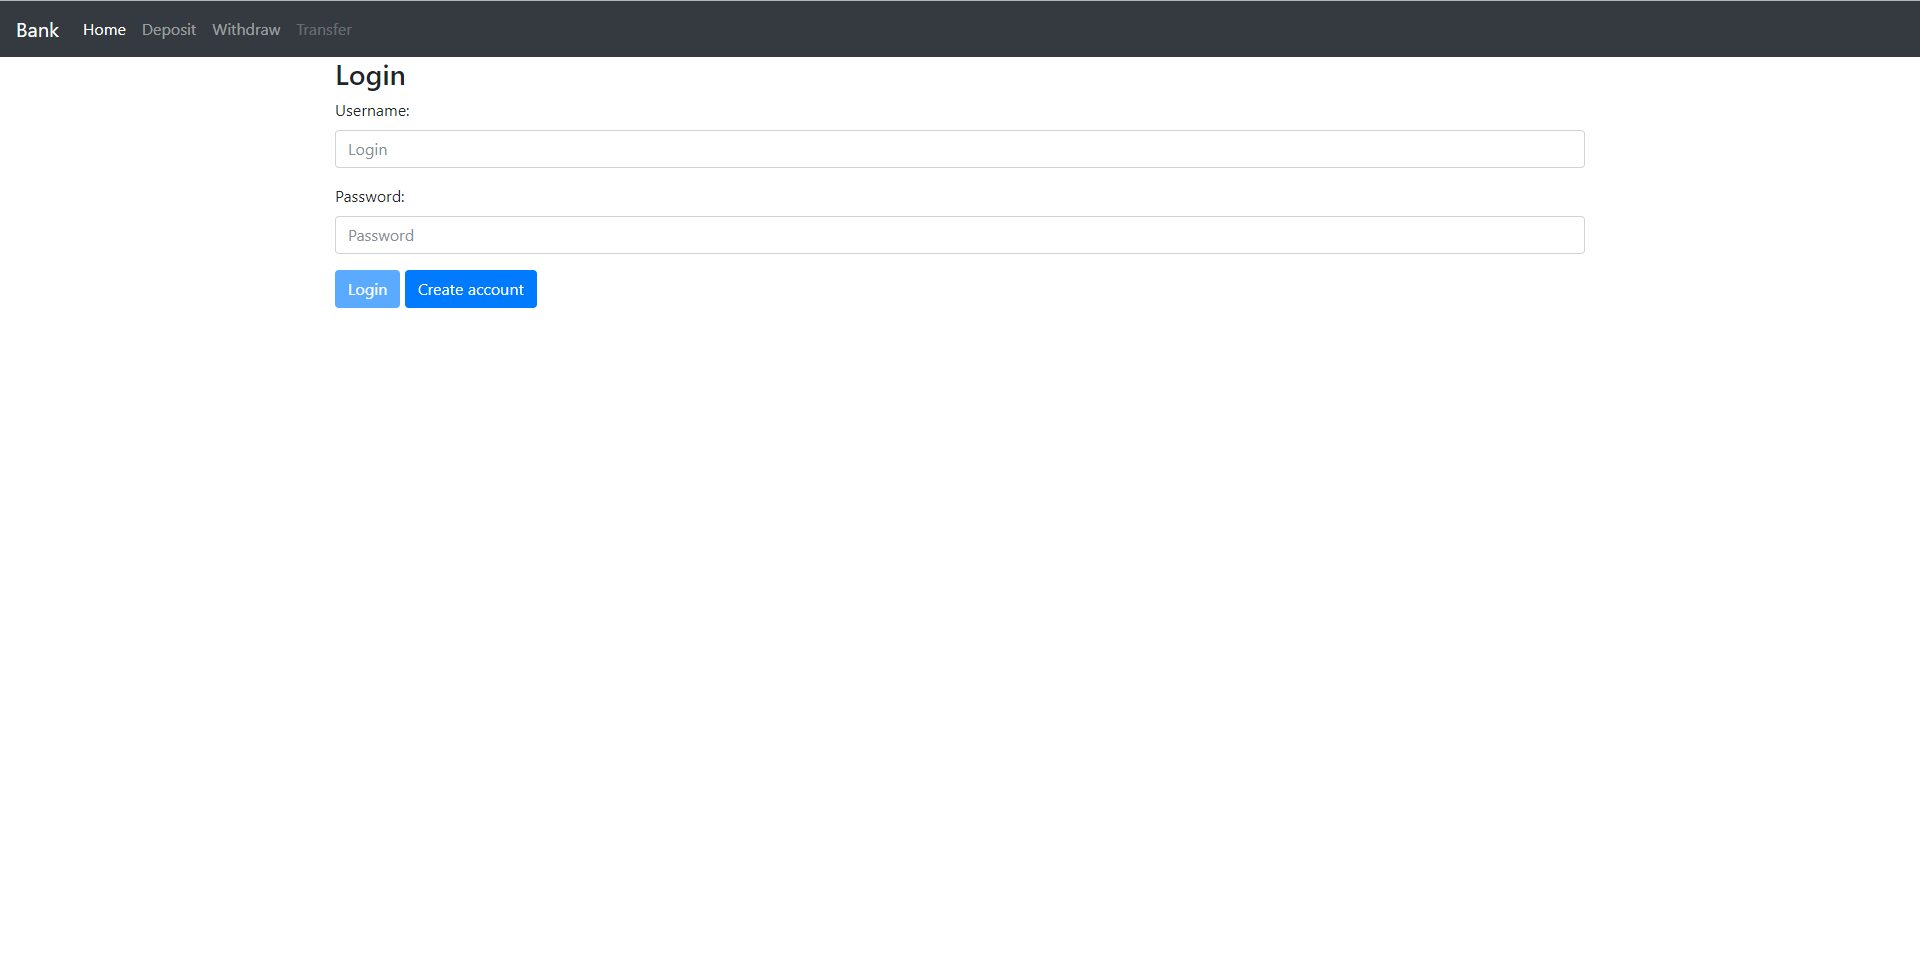 Bank Home Deposit Withdraw Transfer
Login
Username:
Login
Password:
Password
Login Create account